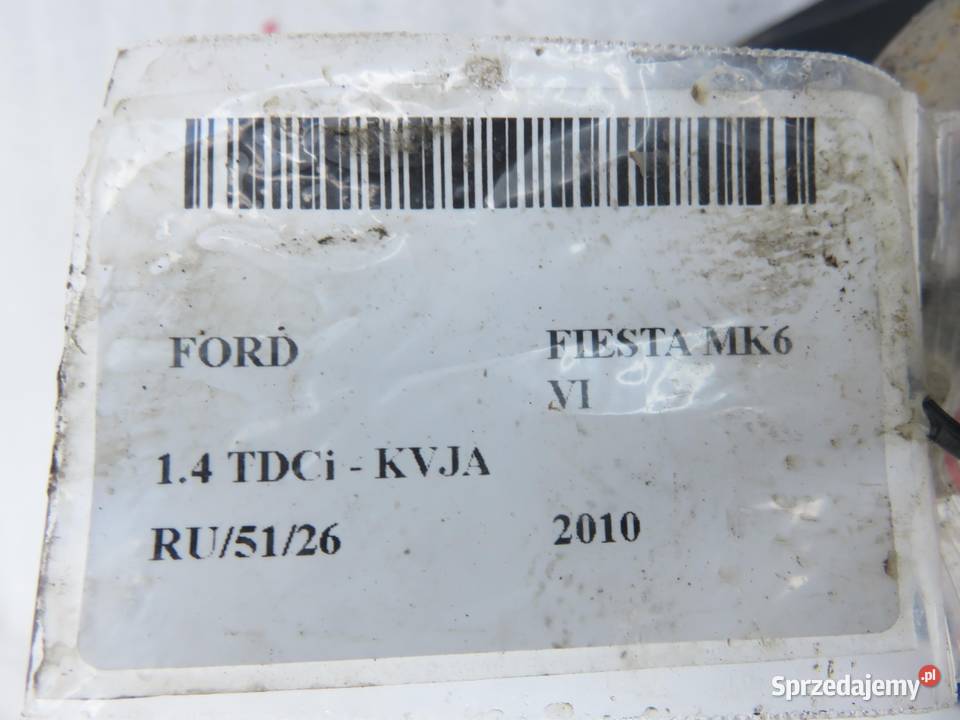 FORD FIESTA MK6
VI
1.4 TDCi - KVJA
RU/51/26 2010
Sprzedajemy.pl